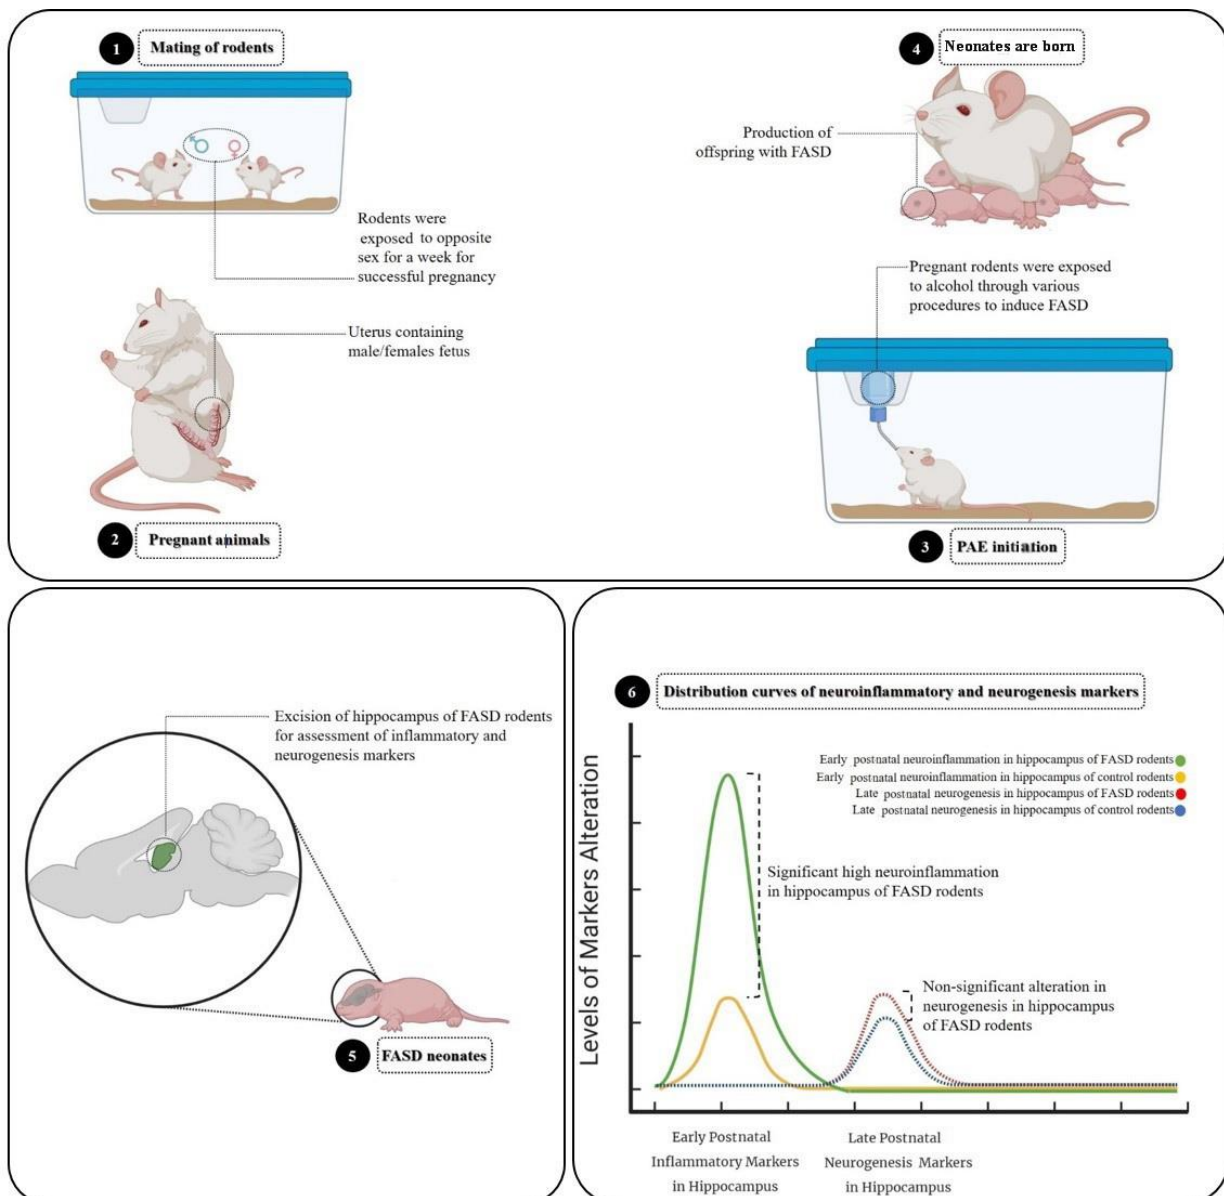 1 Mating of rodents
Rodents were
exposed to opposite
sex for a week for
successful pregnancy
Uterus containing
male/females fetus
2 Pregnant animals
4 Neonates are born
Production of
offspring with FASD
Pregnant rodents were exposed
to alcohol through various
procedures to induce FASD
3 PAE initiation
Excision of hippocampus of FASD rodents
for assessment of inflammatory and
neurogenesis markers
5 FASD neonates
6 Distribution curves of neuroinflammatory and neurogenesis markers
Early postnatal neuroinflammation in hippocampus of FASD rodents
Early postnatal neuroinflammation in hippocampus of control rodents
Late postnatal neurogenesis in hippocampus of FASD rodents
Late postnatal neurogenesis in hippocampus of control rodents
Levels of Markers Alteration
Significant high neuroinflammation
in hippocampus of FASD rodents
Non-significant alteration in
neurogenesis in hippocampus
of FASD rodents
Early Postnatal
Inflammatory Markers
in Hippocampus
Late Postnatal
Neurogenesis Markers
in Hippocampus